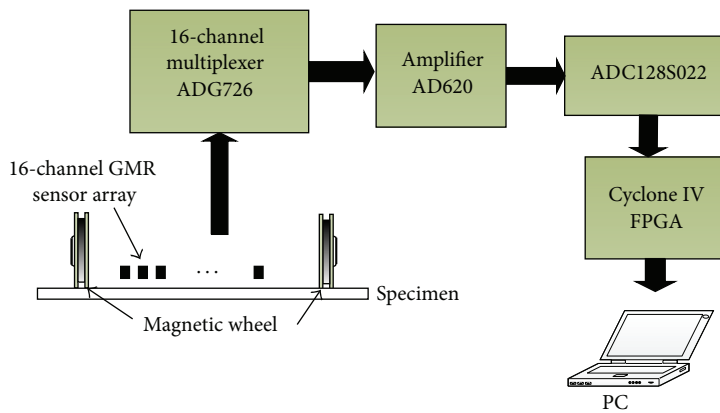 16-channel
multiplexer
ADG726
Amplifier
AD620
ADC128S022
16-channel GMR
sensor array
Cyclone IV
FPGA
...
Specimen
Magnetic wheel
PC